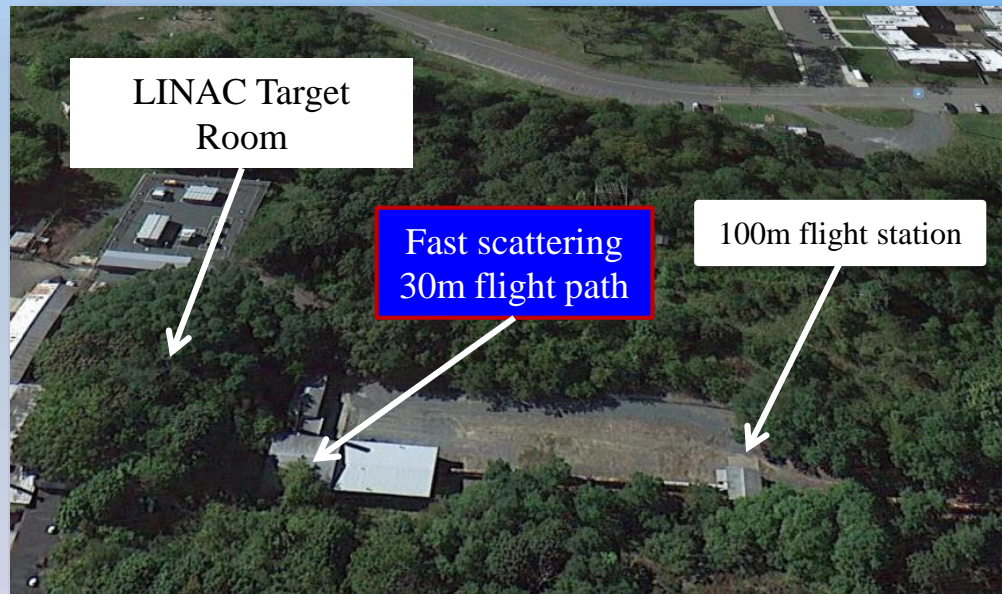 LINAC Target
Room
Fast scattering
30m flight path
100m flight station